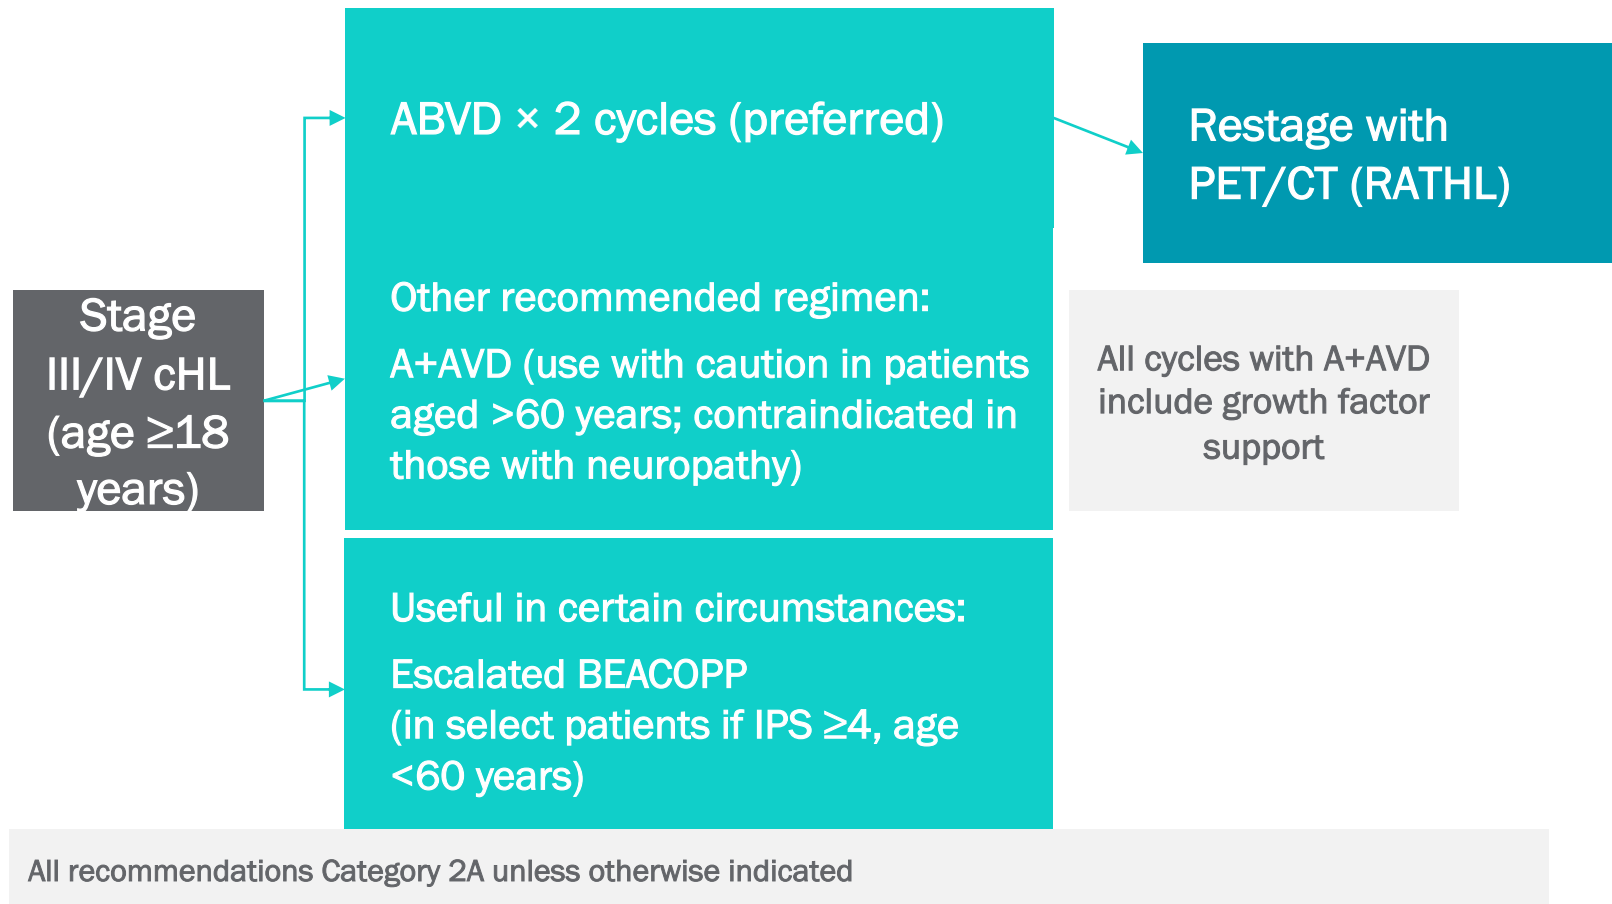 Stage
III/IV cHL
(age ≥18
years)
ABVD × 2 cycles (preferred)
Other recommended regimen:
A+AVD (use with caution in patients
aged >60 years; contraindicated in
those with neuropathy)
Useful in certain circumstances:
Escalated BEACOPP
(in select patients if IPS ≥4, age
<60 years)
Restage with
PET/CT (RATHL)
All cycles with A+AVD
include growth factor
support
All recommendations Category 2A unless otherwise indicated